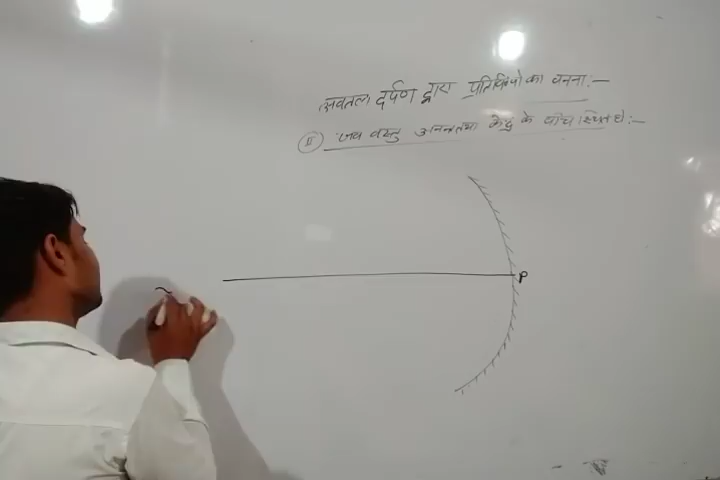 अवतल दर्पण द्वारा प्रतिबिंबो का बनना:-
II जब वस्तु अनन्त तथा केंद्र के बीच स्थित हो:-
P